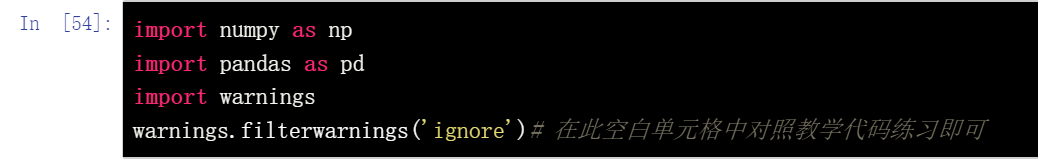 In [54]: import numpy as np
import pandas as pd
import warnings
warnings.filterwarnings('ignore')# 在此空白单元格中对照教学代码练习即可